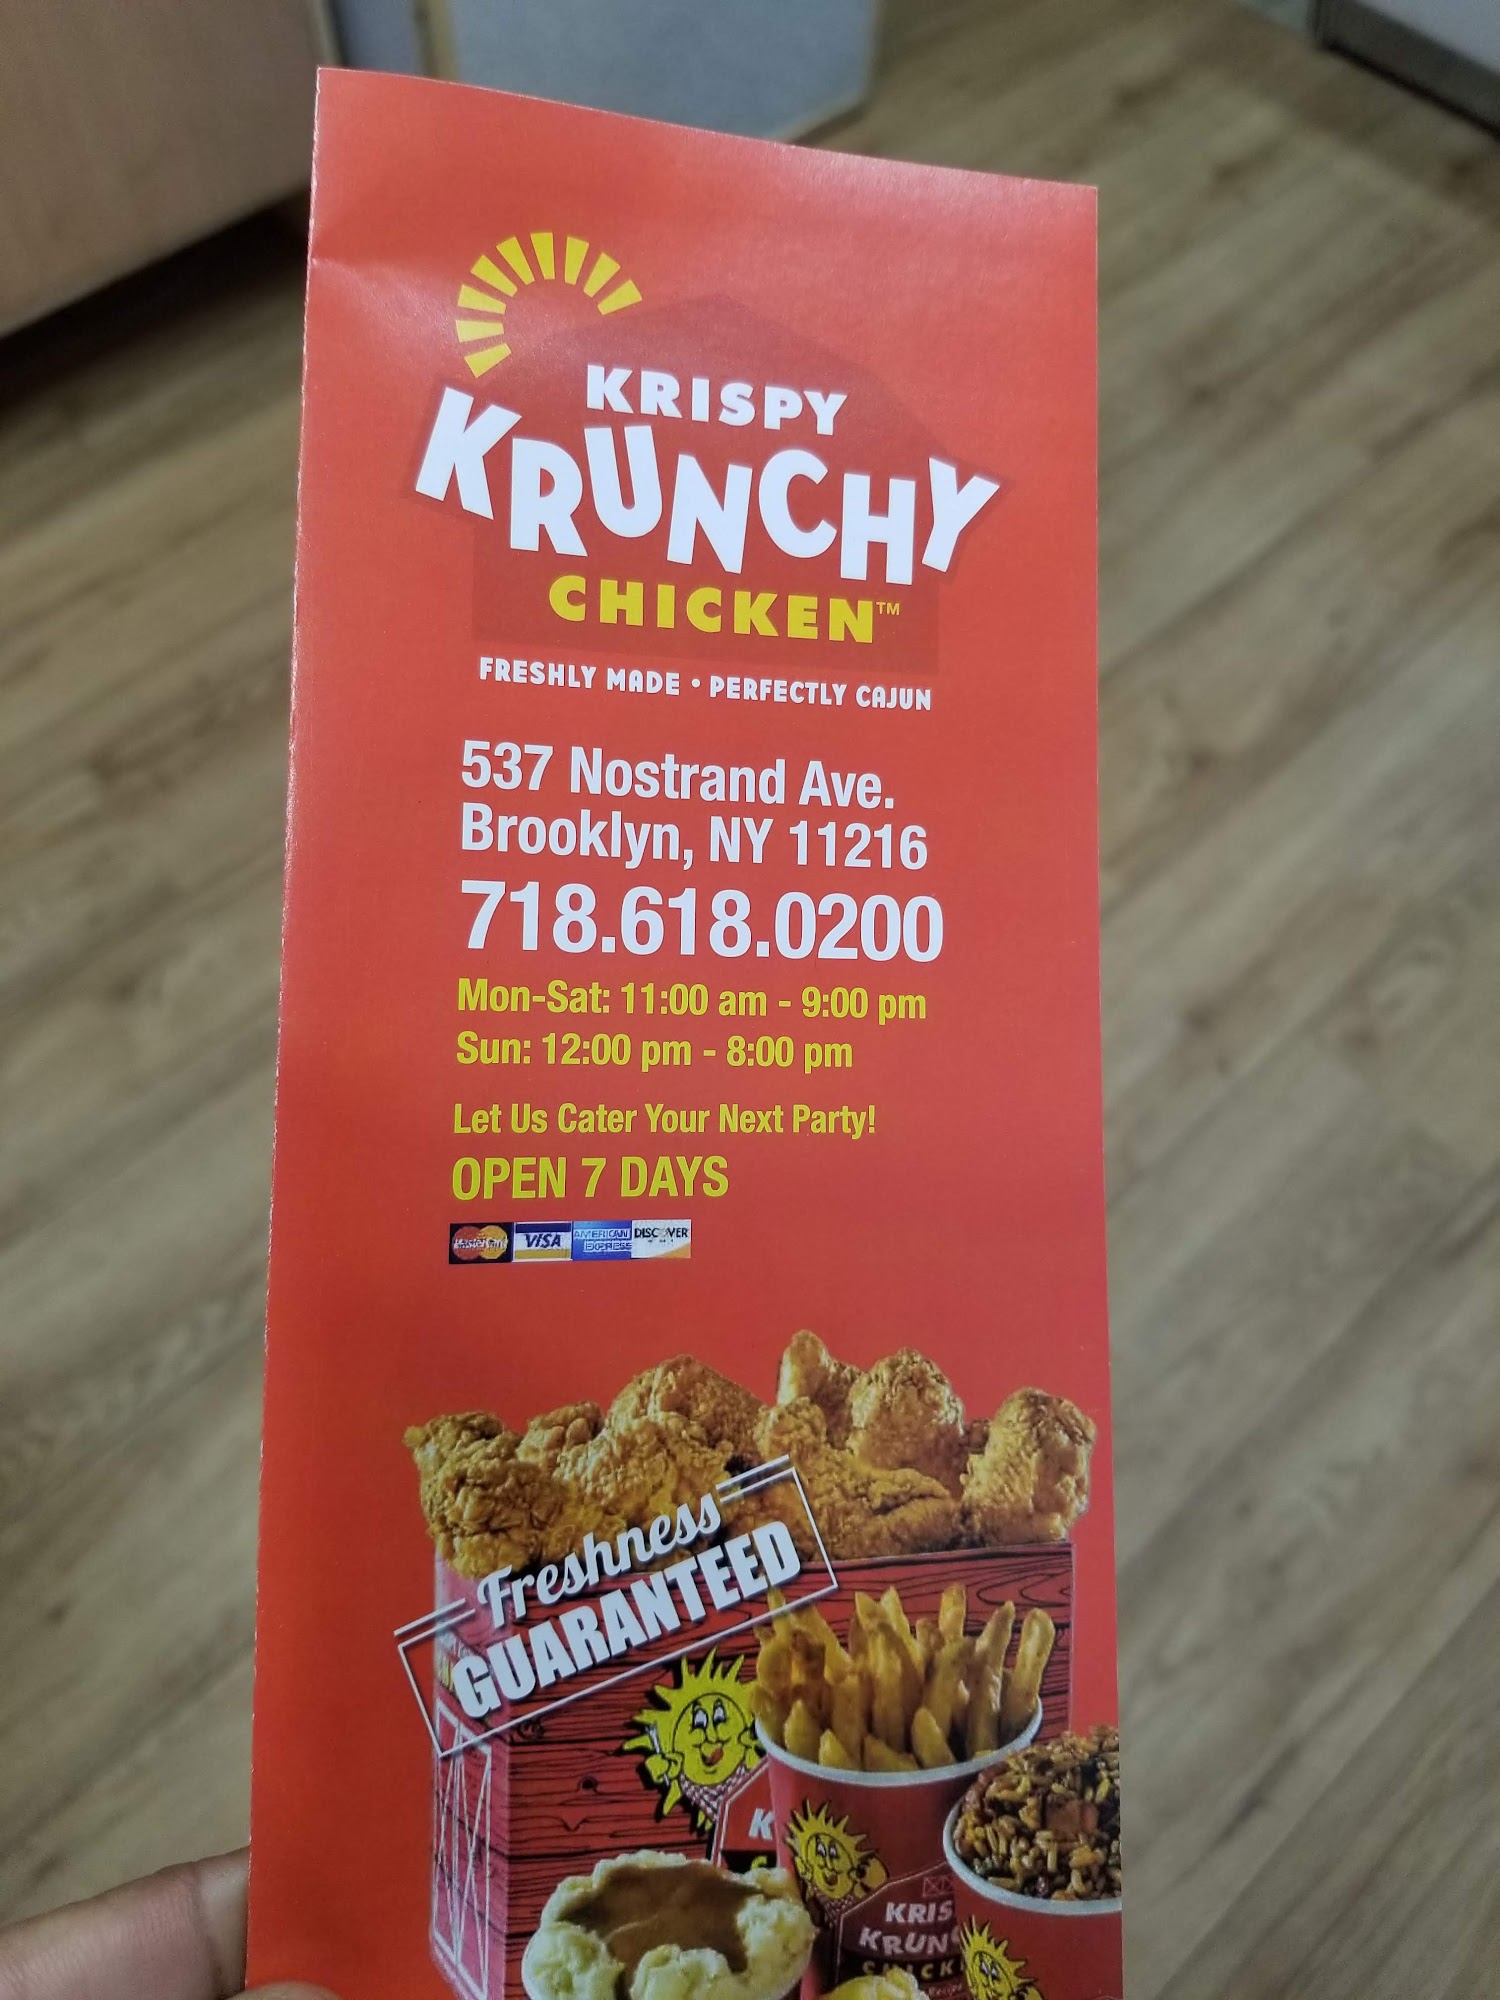 KRISPY
KRUNCHY
CHICKEN™
FRESHLY MADE • PERFECTLY CAJUN
537 Nostrand Ave.
Brooklyn, NY 11216
718.618.0200
Mon-Sat: 11:00 am - 9:00 pm
Sun: 12:00 pm - 8:00 pm
Let Us Cater Your Next Party!
OPEN 7 DAYS
MasterCard VISA AMERICAN EXPRESS DISCOVER
Freshness
GUARANTEED
K
KRIS
KRUN
CHICK